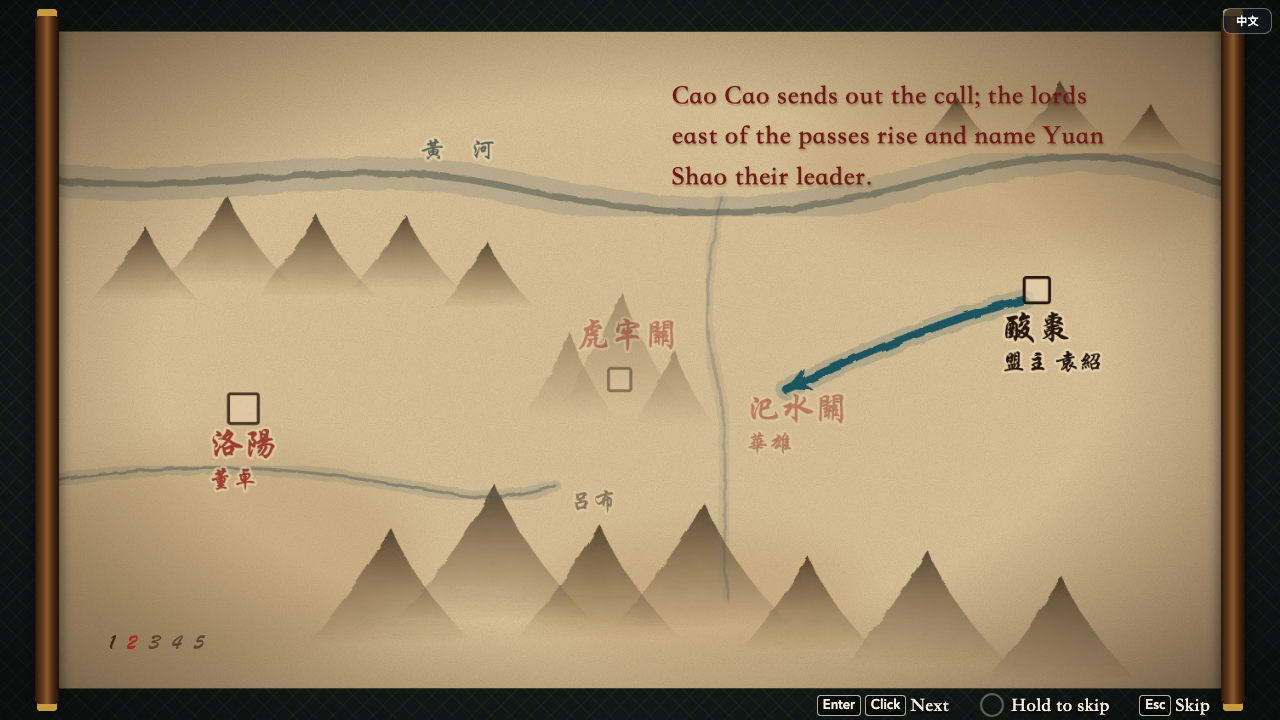 中文
Cao Cao sends out the call; the lords
east of the passes rise and name Yuan
Shao their leader.
黃 河
虎牢關
酸棗
盟主 袁紹
汜水關
華雄
洛陽
董卓
呂布
1 2 3 4 5
Enter Click Next Hold to skip Esc Skip